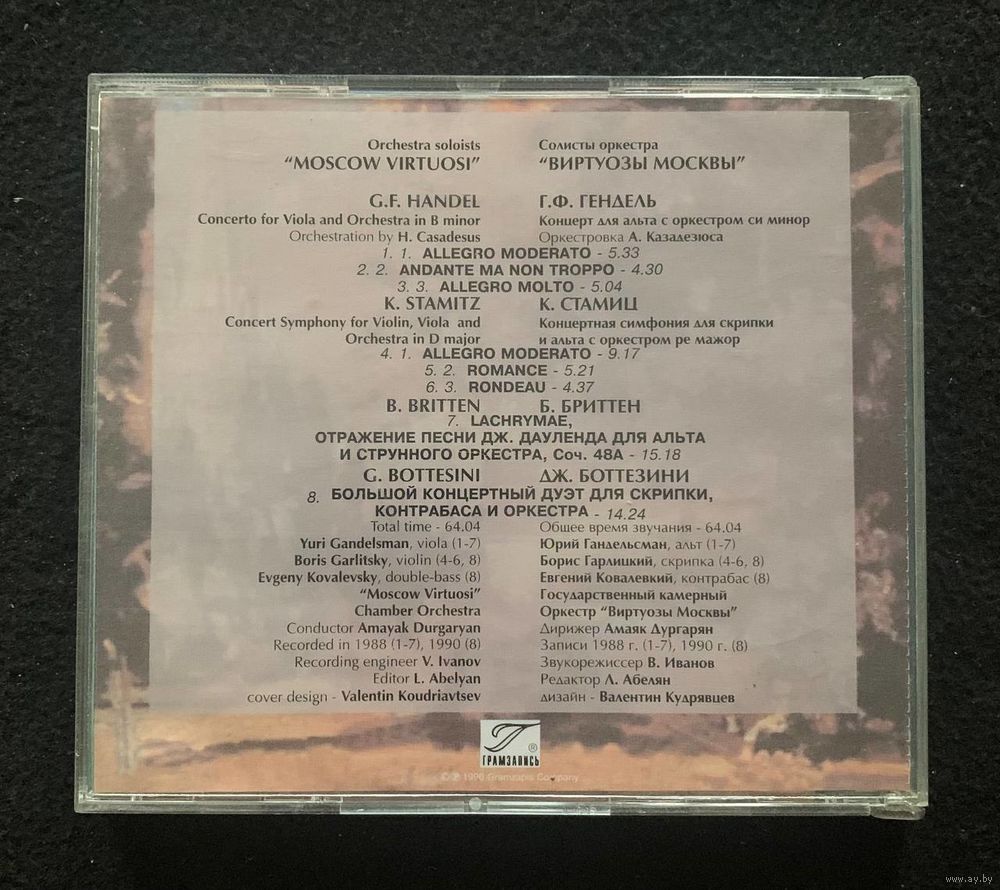 Orchestra soloists Солисты оркестра
"MOSCOW VIRTUOSI" "ВИРТУОЗЫ МОСКВЫ"
G.F. HANDEL Г.Ф. ГЕНДЕЛЬ
Concerto for Viola and Orchestra in B minor Концерт для альта с оркестром си минор
Orchestration by H. Casadesus Оркестровка А. Казадезюса
1. 1. ALLEGRO MODERATO - 5.33
2. 2. ANDANTE MA NON TROPPO - 4.30
3. 3. ALLEGRO MOLTO - 5.04
K. STAMITZ К. СТАМИЦ
Concert Symphony for Violin, Viola and Концертная симфония для скрипки
Orchestra in D major и альта с оркестром ре мажор
4. 1. ALLEGRO MODERATO - 9.17
5. 2. ROMANCE - 5.21
6. 3. RONDEAU - 4.37
B. BRITTEN Б. БРИТТЕН
7. LACHRYMAE,
ОТРАЖЕНИЕ ПЕСНИ ДЖ. ДАУЛЕНДА ДЛЯ АЛЬТА
И СТРУННОГО ОРКЕСТРА, Соч. 48А - 15.18
G. BOTTESINI ДЖ. БОТТЕЗИНИ
8. БОЛЬШОЙ КОНЦЕРТНЫЙ ДУЭТ ДЛЯ СКРИПКИ,
КОНТРАБАСА И ОРКЕСТРА - 14.24
Total time - 64.04 Общее время звучания - 64.04
Yuri Gandelsman, viola (1-7) Юрий Гандельсман, альт (1-7)
Boris Garlitsky, violin (4-6, 8) Борис Гарлицкий, скрипка (4-6, 8)
Evgeny Kovalevsky, double-bass (8) Евгений Ковалевкий, контрабас (8)
"Moscow Virtuosi" Государственный камерный
Chamber Orchestra Оркестр "Виртуозы Москвы"
Conductor Amayak Durgaryan Дирижер Амаяк Дургарян
Recorded in 1988 (1-7), 1990 (8) Записи 1988 г. (1-7), 1990 г. (8)
Recording engineer V. Ivanov Звукорежиссер В. Иванов
Editor L. Abelyan Редактор Л. Абелян
cover design - Valentin Koudriavtsev дизайн - Валентин Кудрявцев
ГРАМЗАПИСЬ ®
© ℗ 1996 Gramzapis Company
www.ay.by